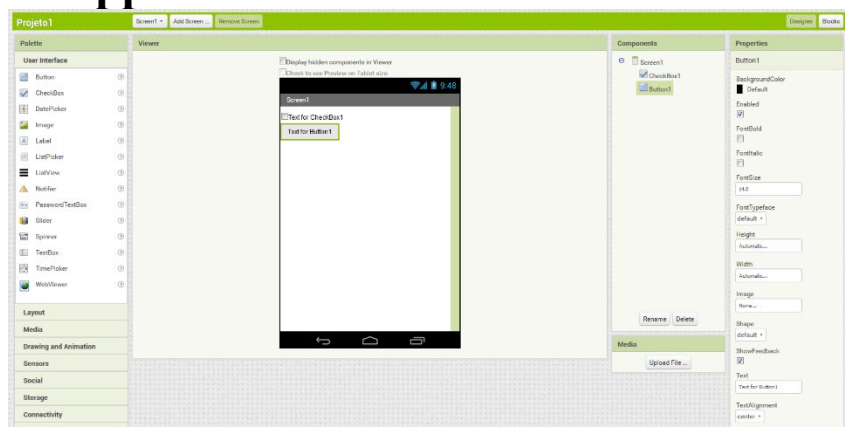 Projeto1
Screen1
Add Screen ...
Remove Screen
Designer
Blocks
Palette
User Interface
Button
CheckBox
DatePicker
Image
Label
ListPicker
ListView
Notifier
PasswordTextBox
Slider
Spinner
TextBox
TimePicker
WebViewer
Layout
Media
Drawing and Animation
Sensors
Social
Storage
Connectivity
Viewer
Display hidden components in Viewer
Check to see Preview on Tablet size.
9:48
Screen1
Text for CheckBox1
Text for Button1
Components
Screen1
CheckBox1
Button1
Rename
Delete
Media
Upload File ...
Properties
Button1
BackgroundColor
Default
Enabled
FontBold
FontItalic
FontSize
14.0
FontTypeface
default
Height
Automatic...
Width
Automatic...
Image
None...
Shape
default
ShowFeedback
Text
Text for Button1
TextAlignment
center